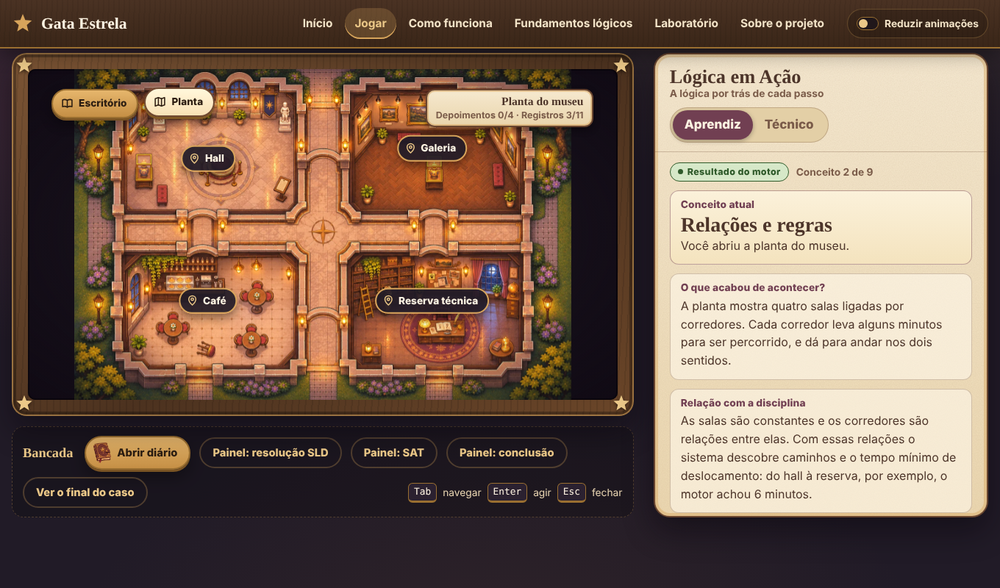 Gata Estrela
Início
Jogar
Como funciona
Fundamentos lógicos
Laboratório
Sobre o projeto
Reduzir animações
Escritório
Planta
Planta do museu
Depoimentos 0/4 · Registros 3/11
Hall
Galeria
Café
Reserva técnica
Bancada
Abrir diário
Painel: resolução SLD
Painel: SAT
Painel: conclusão
Ver o final do caso
Tab navegar Enter agir Esc fechar
Lógica em Ação
A lógica por trás de cada passo
Aprendiz
Técnico
Resultado do motor
Conceito 2 de 9
Conceito atual
Relações e regras
Você abriu a planta do museu.
O que acabou de acontecer?
A planta mostra quatro salas ligadas por
corredores. Cada corredor leva alguns minutos
para ser percorrido, e dá para andar nos dois
sentidos.
Relação com a disciplina
As salas são constantes e os corredores são
relações entre elas. Com essas relações o
sistema descobre caminhos e o tempo mínimo de
deslocamento: do hall à reserva, por exemplo, o
motor achou 6 minutos.